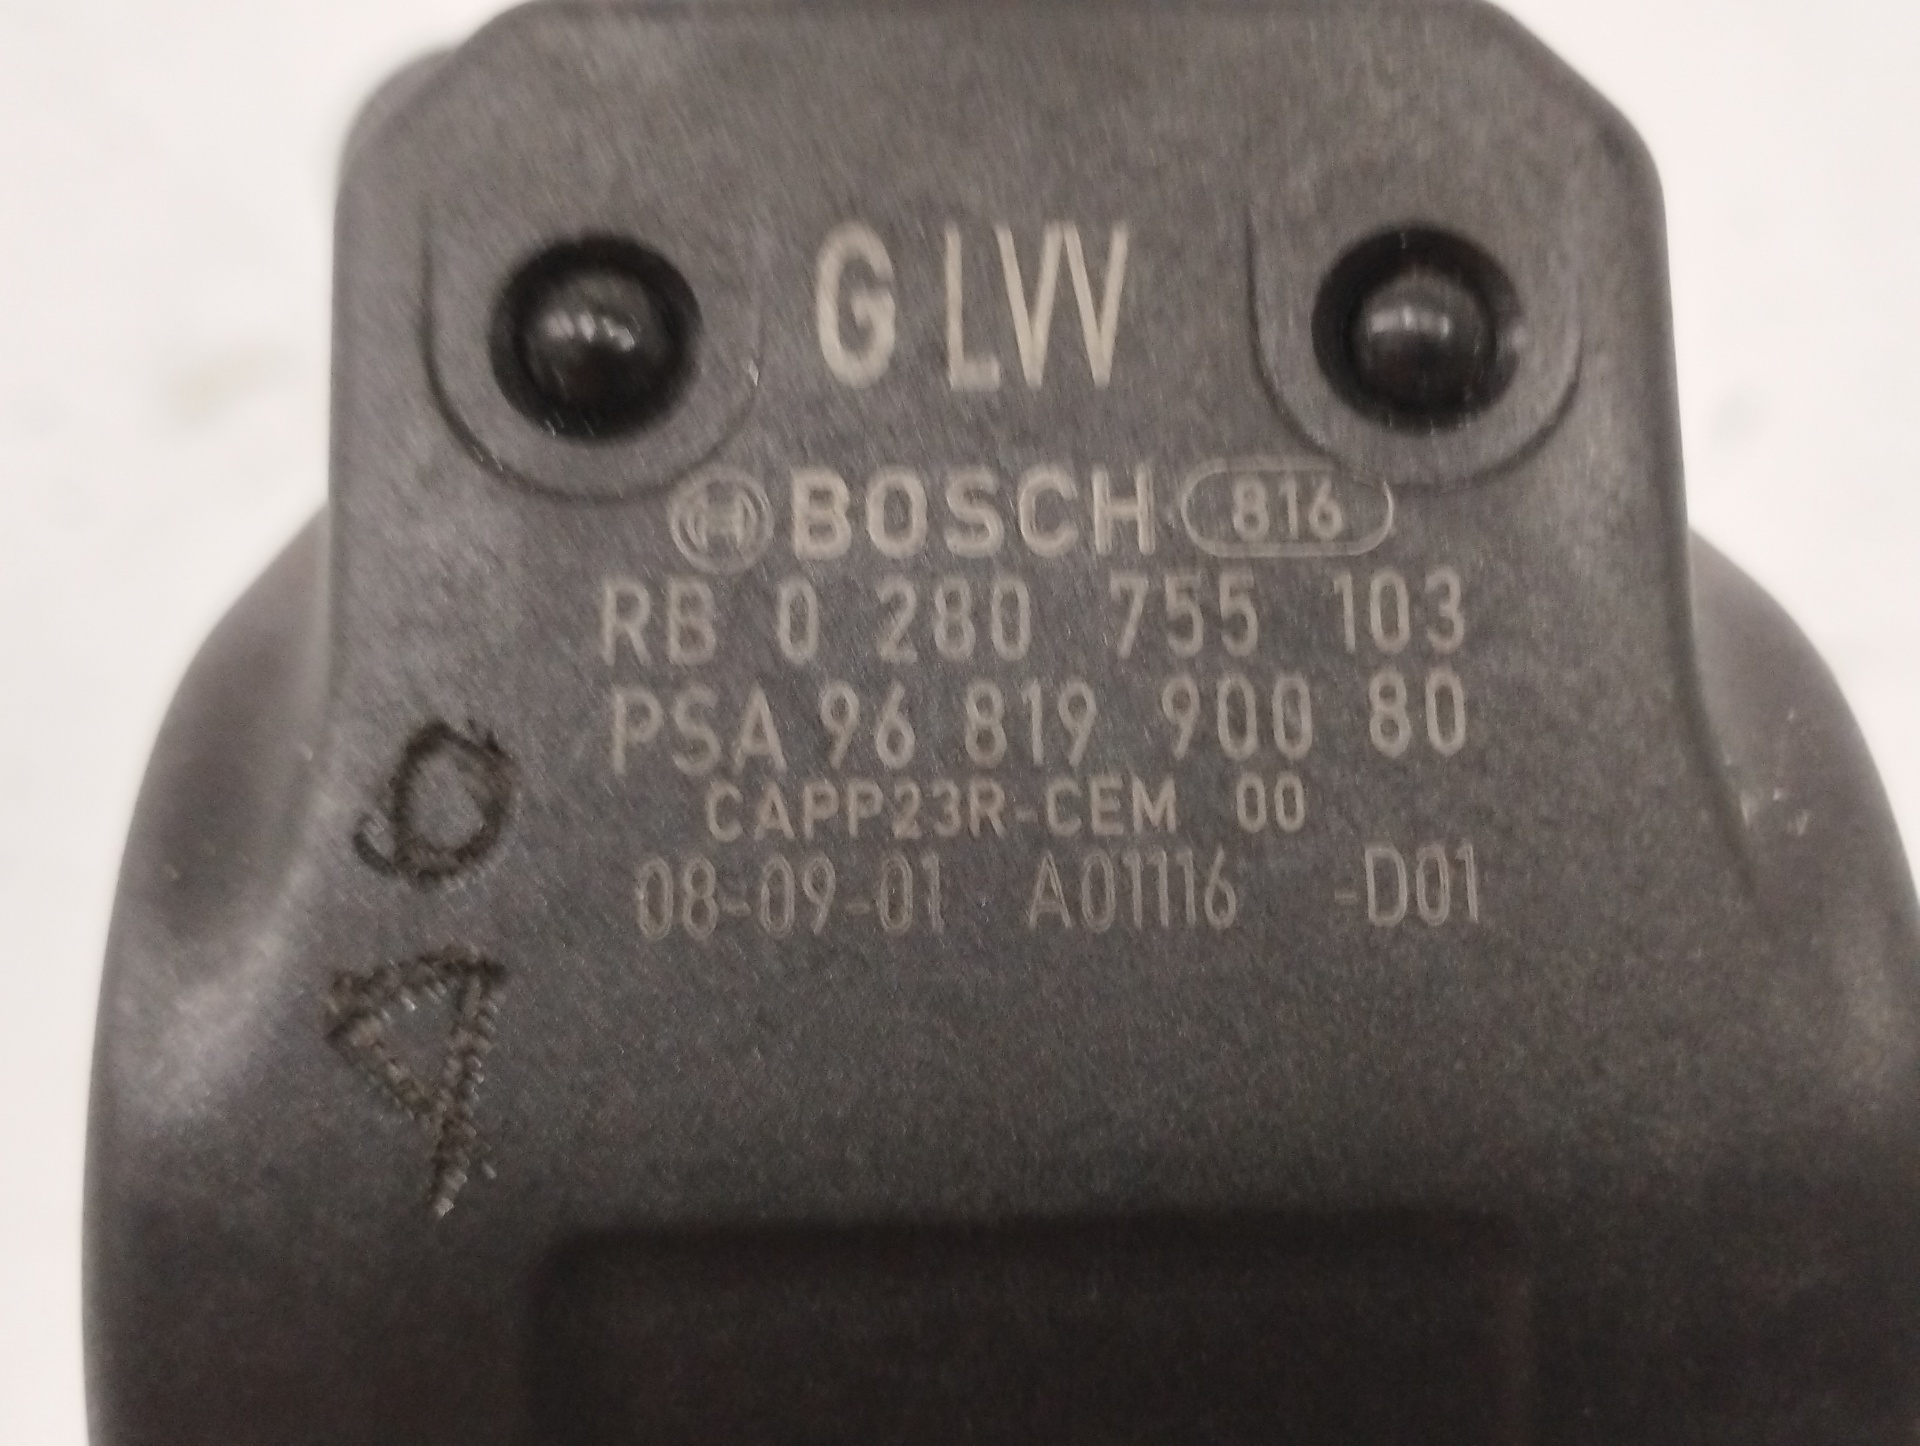 GLW
BOSCH 816
RB 0 280 755 103
PSA 96 819 900 80
CAPP23R-CEM 00
08-09-01 A01116 -D01